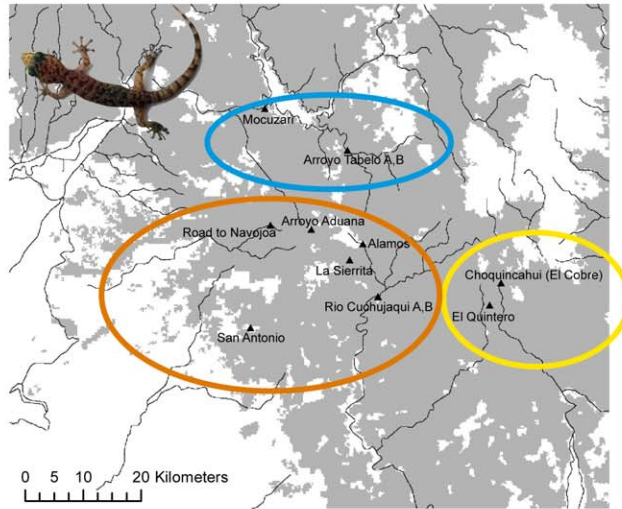 Mocuzari
Arroyo Tabelo A,B
Arroyo Aduana
Road to Navojoa
Alamos
La Sierrita
Choquincahui (El Cobre)
Rio Cuchujaqui A,B
El Quintero
San Antonio
0 5 10 20 Kilometers